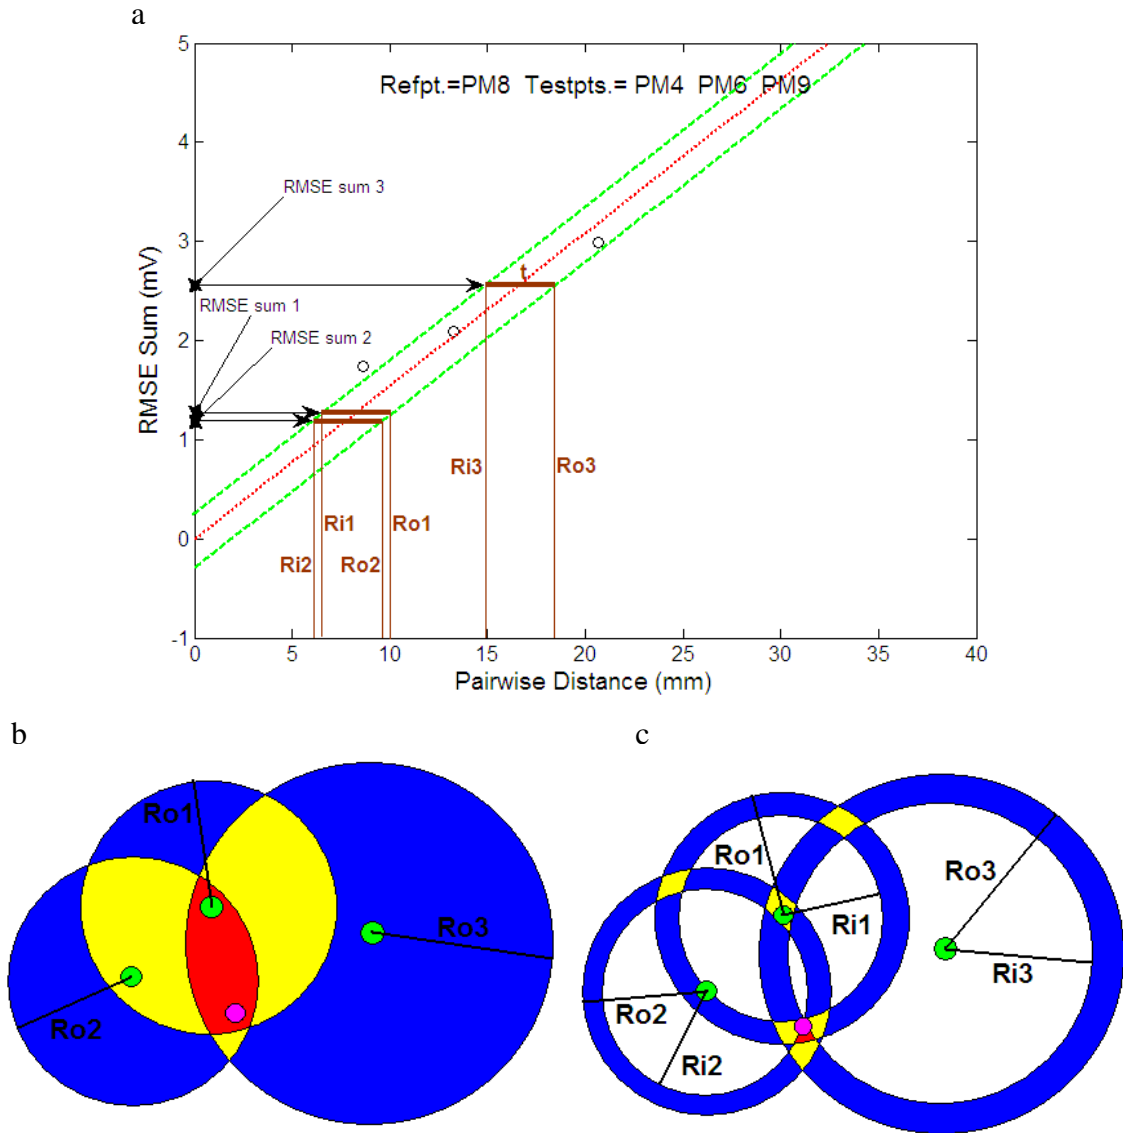 a
5
Refpt.=PM8 Testpts.= PM4 PM6 PM9
4
RMSE sum 3
3
t
RMSE sum 1
2
RMSE sum 2
RMSE Sum (mV)
1
Ri3
Ro3
Ri1
Ro1
0
Ri2
Ro2
-1
0 5 10 15 20 25 30 35 40
Pairwise Distance (mm)
b
Ro1
Ro3
Ro2
c
Ro1
Ro3
Ri1
Ri3
Ro2
Ri2